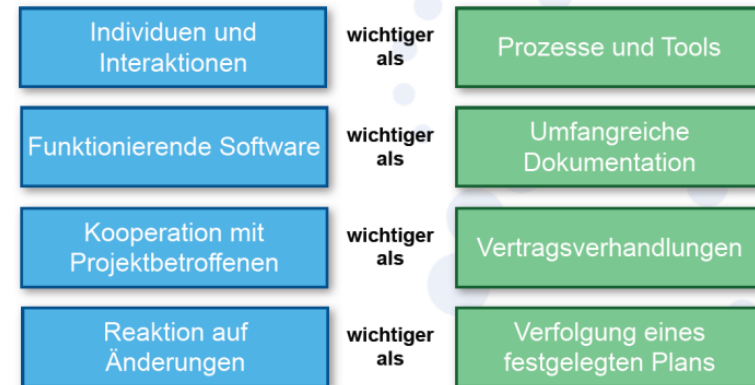 Individuen und
Interaktionen
wichtiger
als
Prozesse und Tools
Funktionierende Software
wichtiger
als
Umfangreiche
Dokumentation
Kooperation mit
Projektbetroffenen
wichtiger
als
Vertragsverhandlungen
Reaktion auf
Änderungen
wichtiger
als
Verfolgung eines
festgelegten Plans